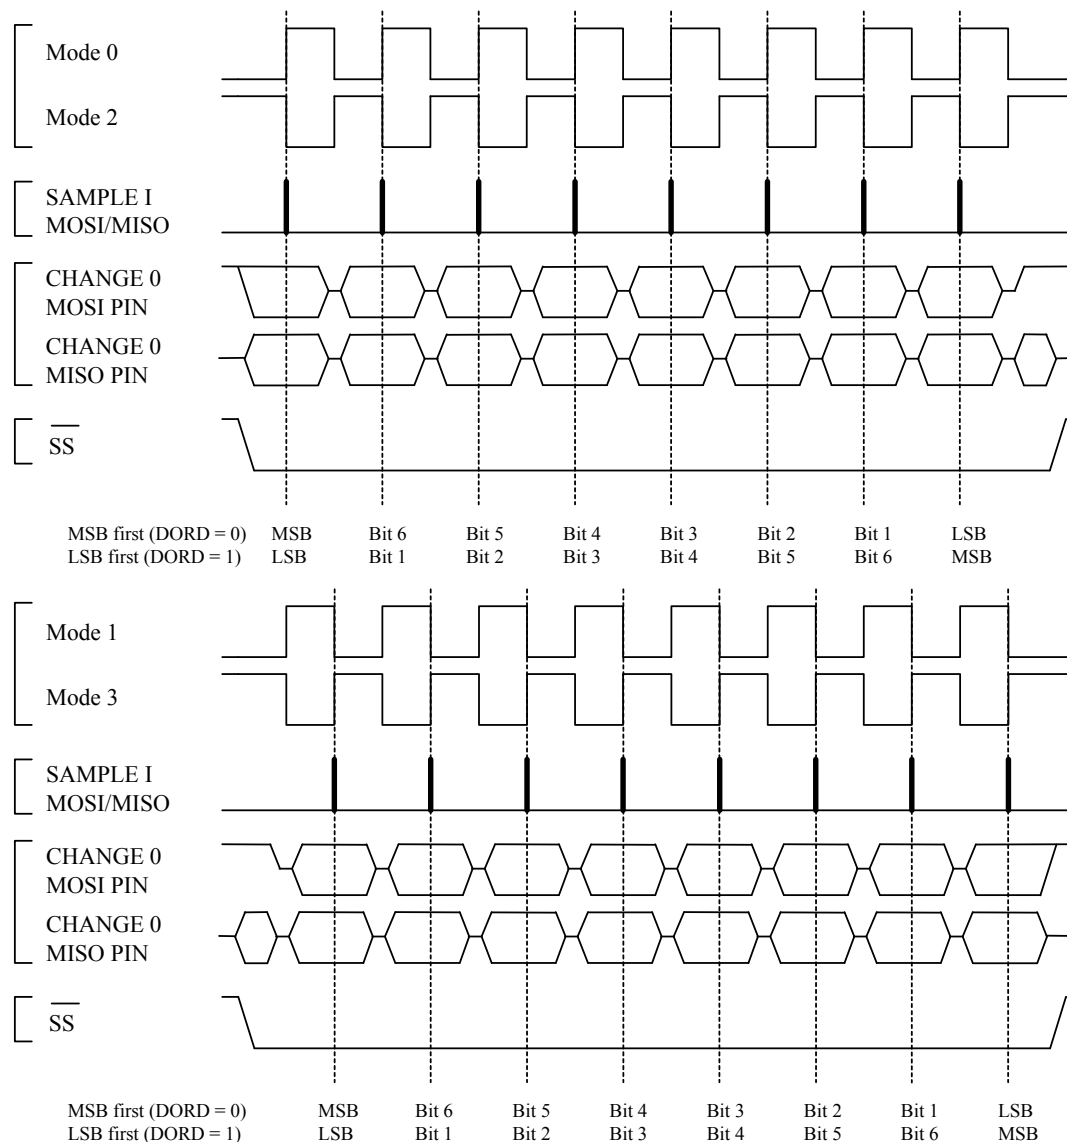 Mode 0
Mode 2
SAMPLE I
MOSI/MISO
CHANGE 0
MOSI PIN
CHANGE 0
MISO PIN
SS
MSB first (DORD = 0) MSB Bit 6 Bit 5 Bit 4 Bit 3 Bit 2 Bit 1 LSB
LSB first (DORD = 1) LSB Bit 1 Bit 2 Bit 3 Bit 4 Bit 5 Bit 6 MSB
Mode 1
Mode 3
SAMPLE I
MOSI/MISO
CHANGE 0
MOSI PIN
CHANGE 0
MISO PIN
SS
MSB first (DORD = 0) MSB Bit 6 Bit 5 Bit 4 Bit 3 Bit 2 Bit 1 LSB
LSB first (DORD = 1) LSB Bit 1 Bit 2 Bit 3 Bit 4 Bit 5 Bit 6 MSB